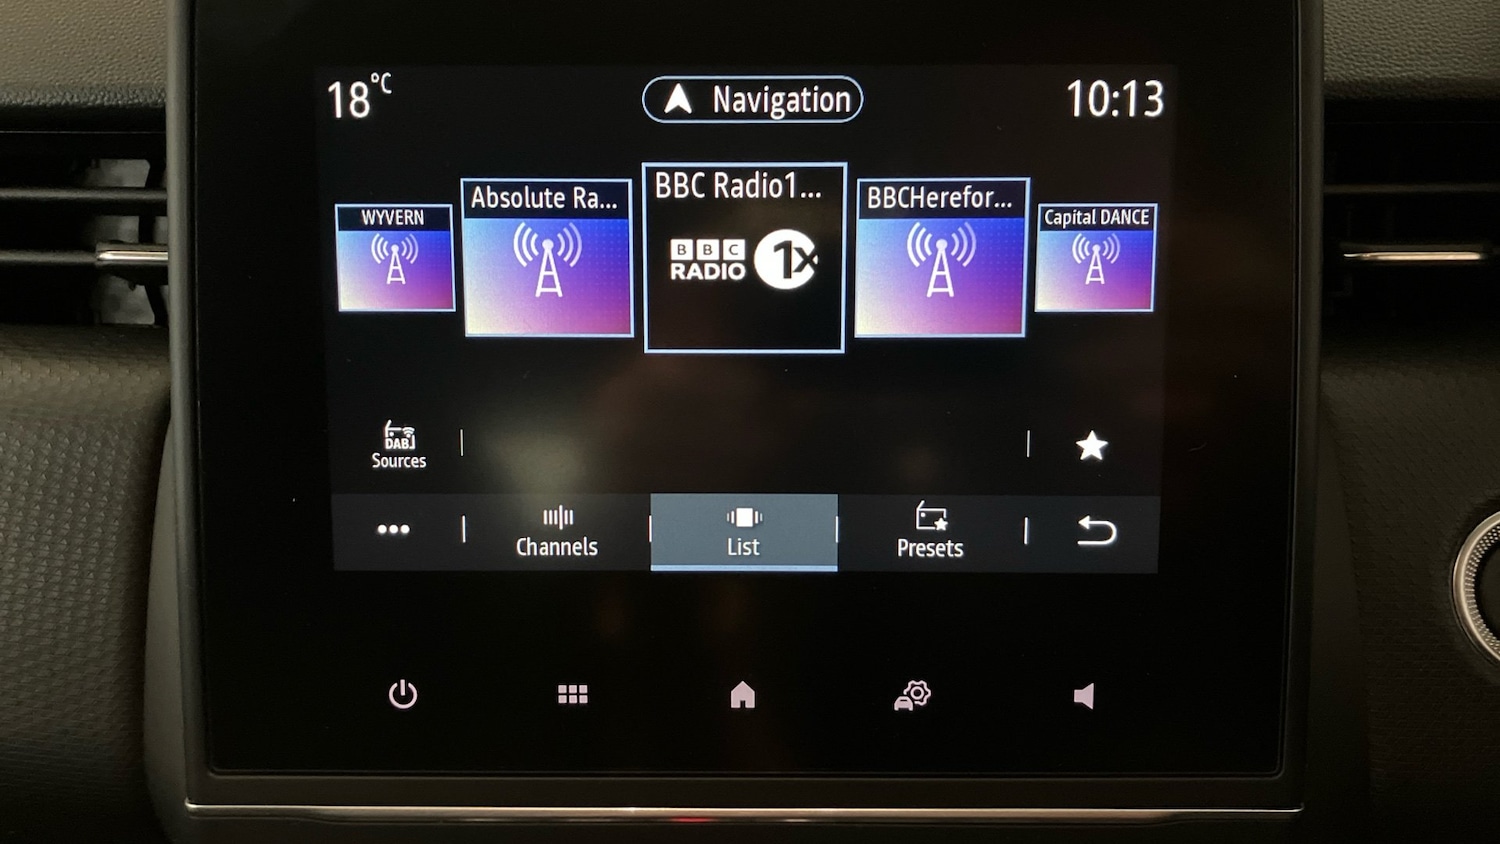 18°C
Navigation
10:13
WYVERN
Absolute Ra...
BBC Radio1...
BBCHerefor...
Capital DANCE
BBC
RADIO
1X
DAB
Sources
Channels
List
Presets